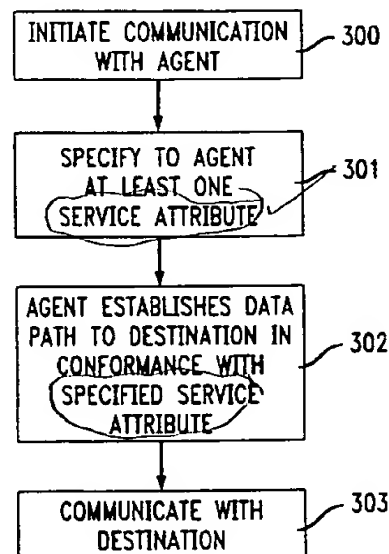 INITIATE COMMUNICATION
WITH AGENT
300
SPECIFY TO AGENT
AT LEAST ONE
SERVICE ATTRIBUTE
301
AGENT ESTABLISHES DATA
PATH TO DESTINATION IN
CONFORMANCE WITH
SPECIFIED SERVICE
ATTRIBUTE
302
COMMUNICATE WITH
DESTINATION
303